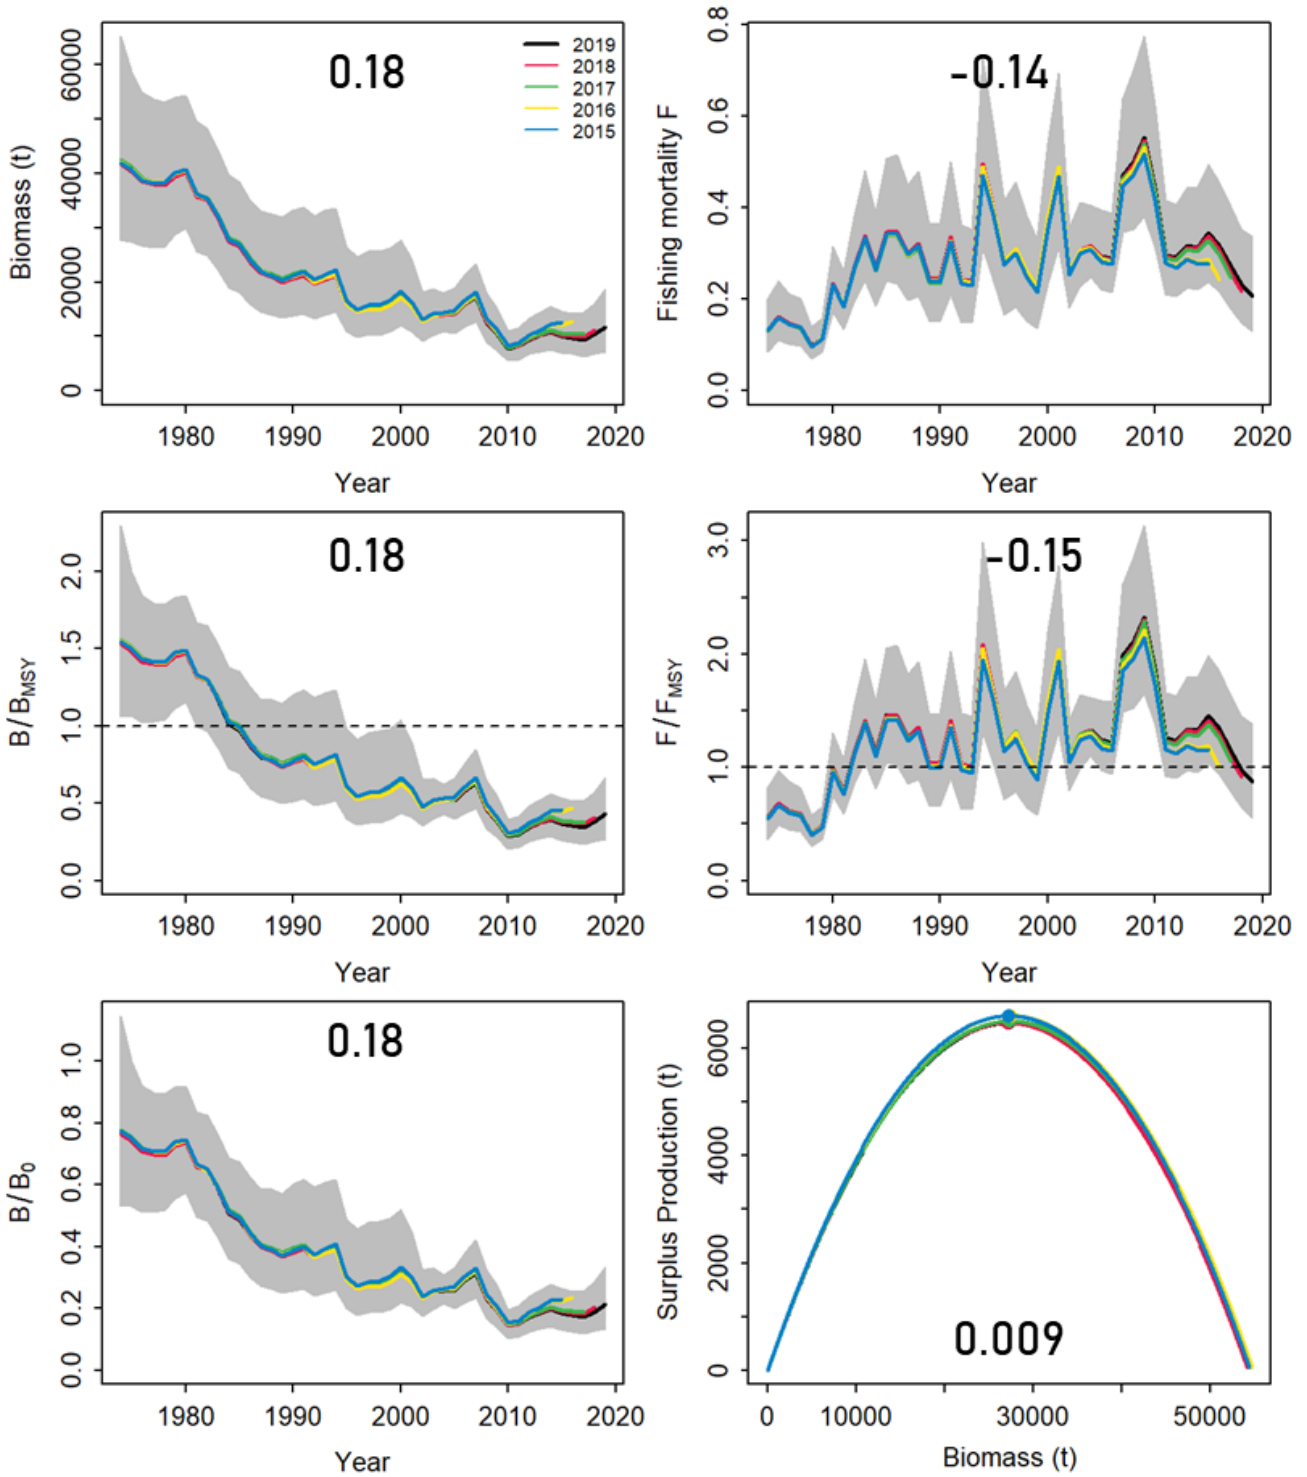 0.18
2019
2018
2017
2016
2015
Biomass (t)
60000
40000
20000
0
1980 1990 2000 2010 2020
Year
-0.14
Fishing mortality F
0.8
0.6
0.4
0.2
0.0
1980 1990 2000 2010 2020
Year
0.18
B/BMSY
2.0
1.5
1.0
0.5
0.0
1980 1990 2000 2010 2020
Year
-0.15
F/FMSY
3.0
2.0
1.0
0.0
1980 1990 2000 2010 2020
Year
0.18
B/B0
1.0
0.8
0.6
0.4
0.2
0.0
1980 1990 2000 2010 2020
Year
Surplus Production (t)
6000
4000
2000
0
0.009
0 10000 30000 50000
Biomass (t)